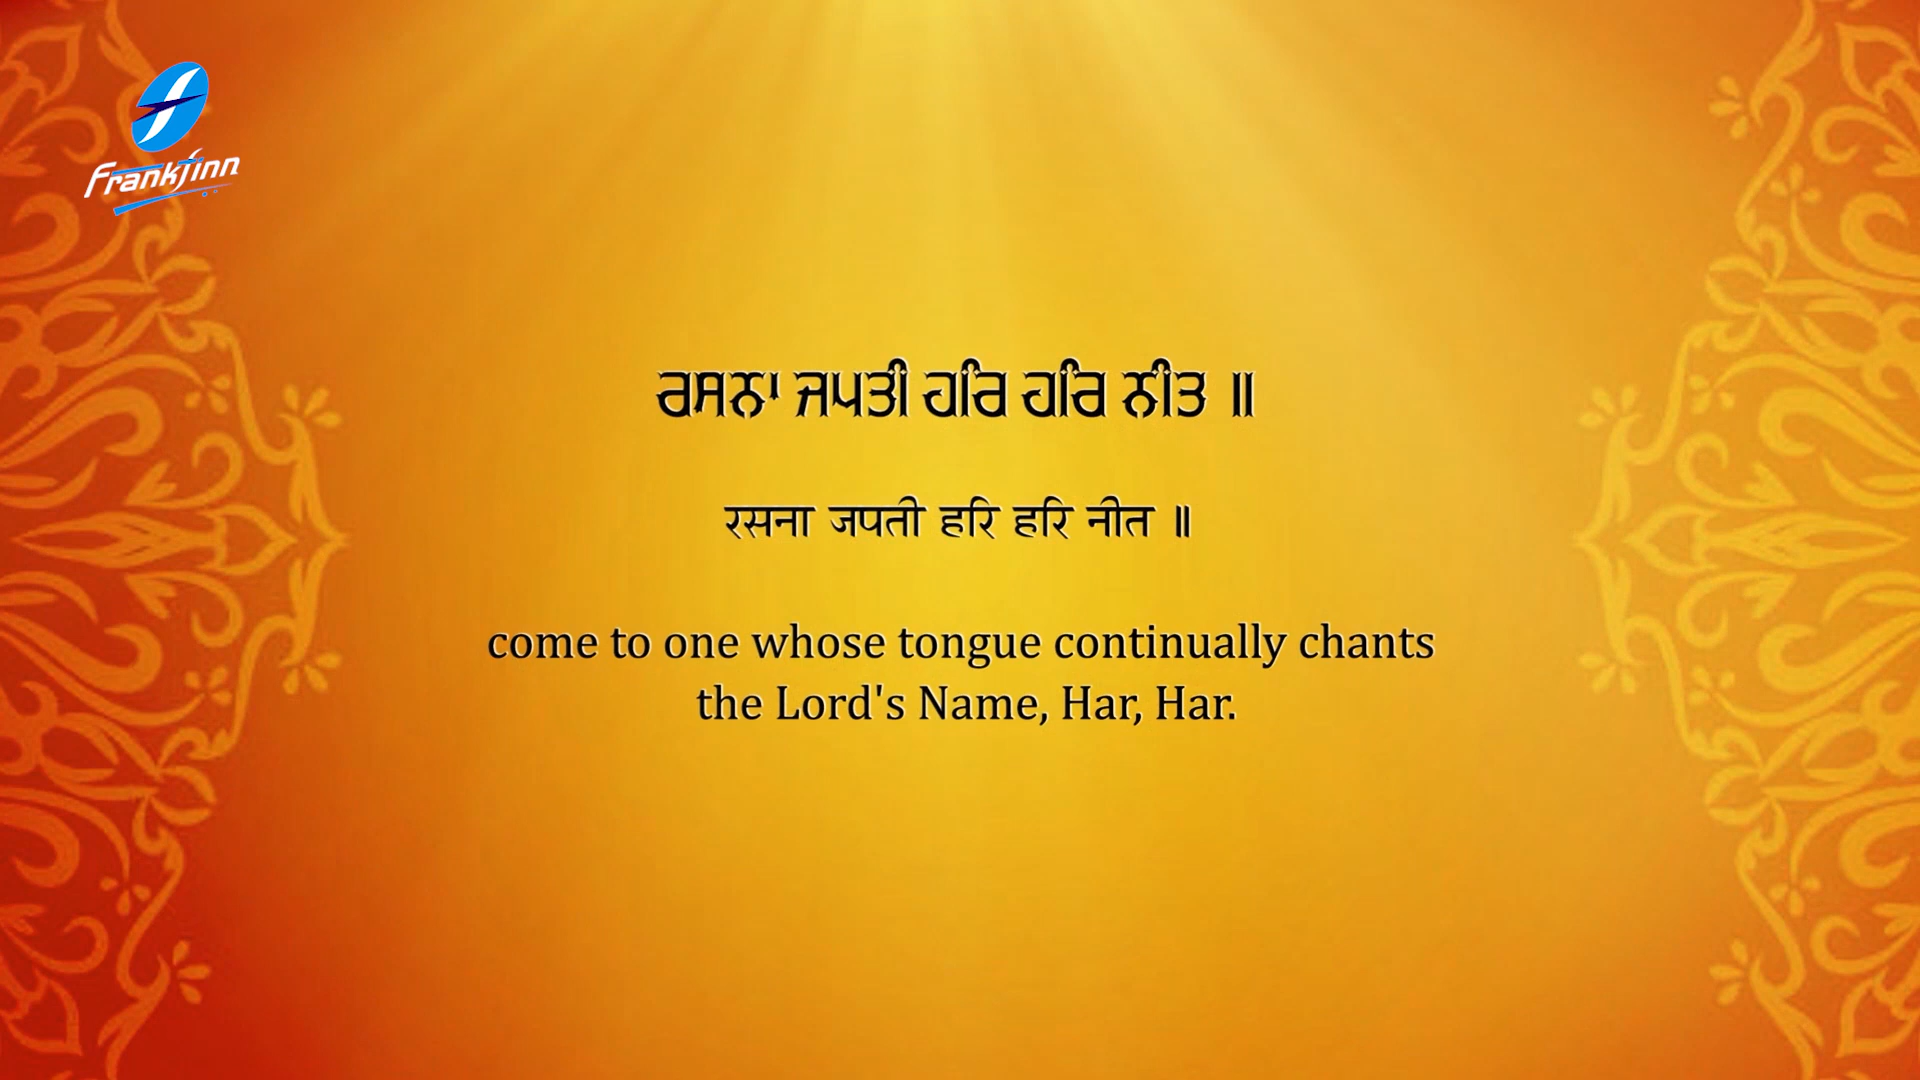 Frankfinn
ਰਸਨਾ ਜਪਤੀ ਹਰਿ ਹਰਿ ਨੀਤ ॥
रसना जपती हरि हरि नीत ॥
come to one whose tongue continually chants
the Lord's Name, Har, Har.